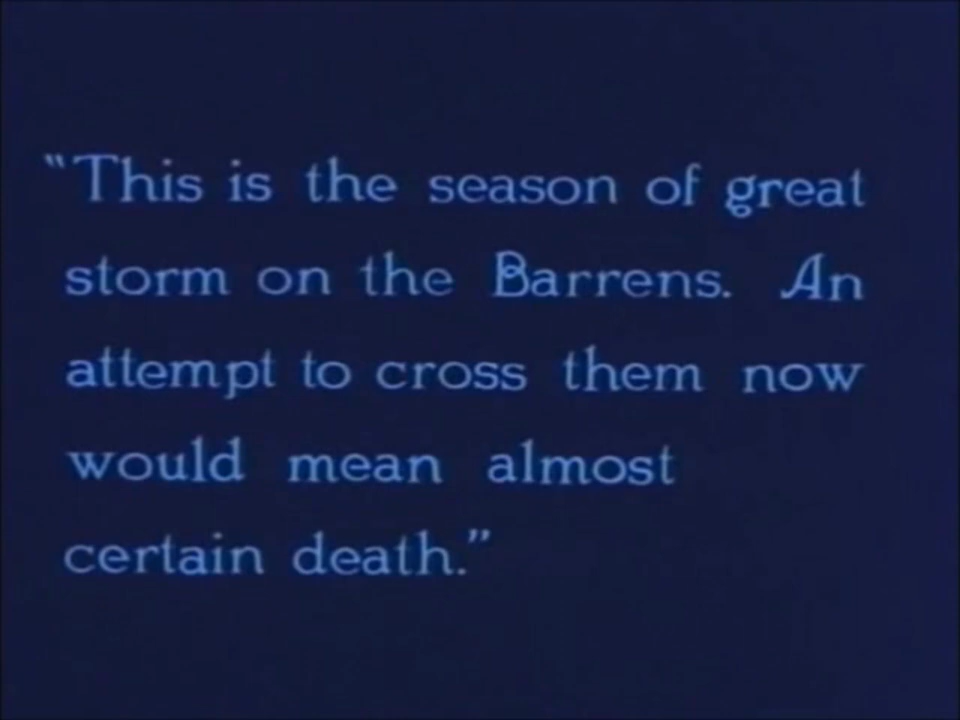 “This is the season of great
storm on the Barrens. An
attempt to cross them now
would mean almost
certain death.”